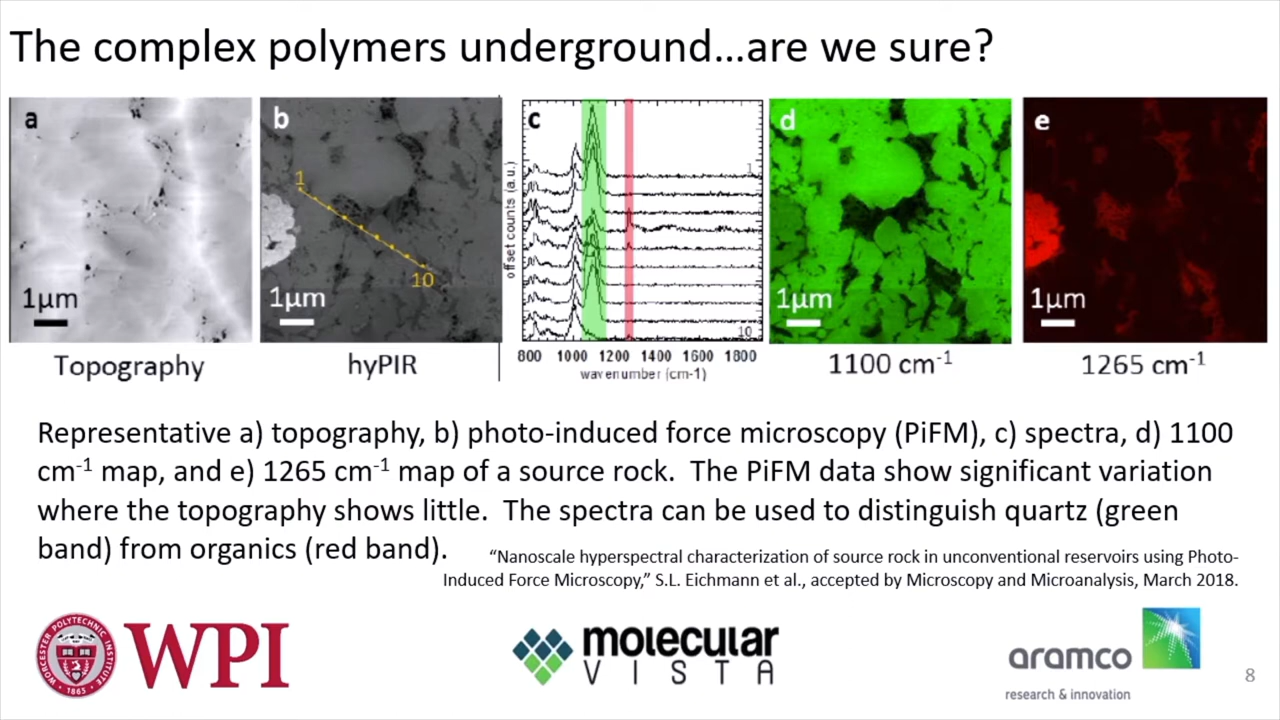 The complex polymers underground...are we sure?
a
b
c
d
e
1
10
1µm
1µm
1µm
1µm
offset counts (a.u.)
1
10
800 1000 1200 1400 1600 1800
wavenumber (cm-1)
Topography
hyPIR
1100 cm-1
1265 cm-1
Representative a) topography, b) photo-induced force microscopy (PiFM), c) spectra, d) 1100
cm-1 map, and e) 1265 cm-1 map of a source rock. The PiFM data show significant variation
where the topography shows little. The spectra can be used to distinguish quartz (green
band) from organics (red band).
“Nanoscale hyperspectral characterization of source rock in unconventional reservoirs using Photo-
Induced Force Microscopy,” S.L. Eichmann et al., accepted by Microscopy and Microanalysis, March 2018.
WORCESTER POLYTECHNIC INSTITUTE
1865
WPI
molecular
VISTA
aramco
research & innovation
8